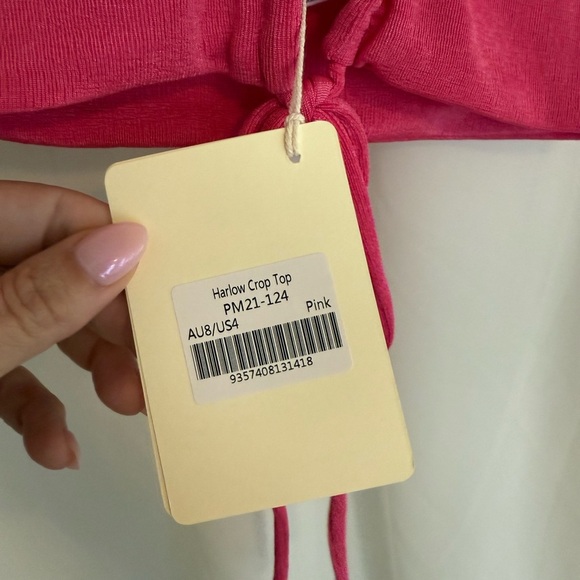 Harlow Crop Top
PM21-124
AU8/US4 Pink
9357408131418